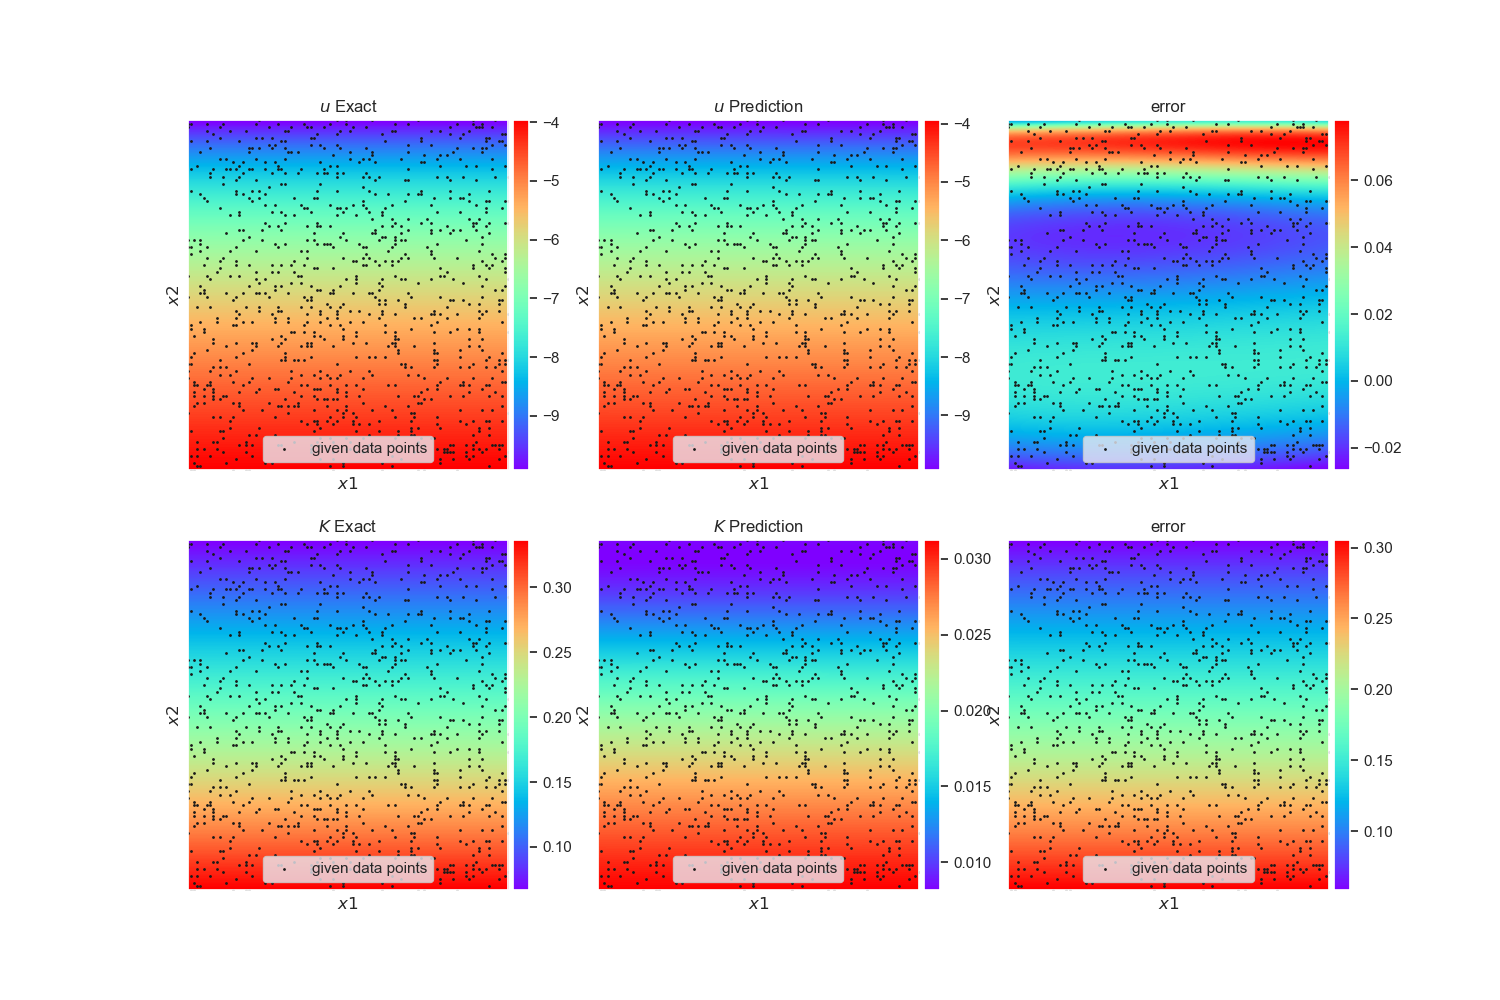 u Exact
u Prediction
error
−4
−5
−6
−7
−8
−9
−4
−5
−6
−7
−8
−9
0.06
0.04
0.02
0.00
−0.02
x2
x2
x2
given data points
given data points
given data points
x1
x1
x1
K Exact
K Prediction
error
0.30
0.25
0.20
0.15
0.10
0.030
0.025
0.020
0.015
0.010
0.30
0.25
0.20
0.15
0.10
x2
x2
x2
given data points
given data points
given data points
x1
x1
x1